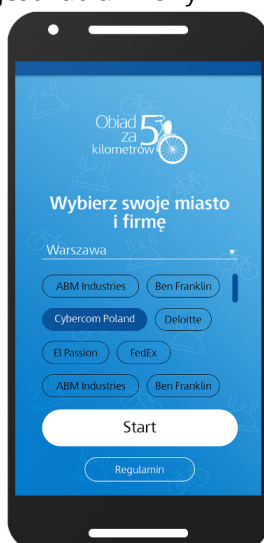 Obiad 5
za
kilometrów
Wybierz swoje miasto
i firmę
Warszawa
ABM Industries Ben Franklin
Cybercom Poland Deloitte
El Passion FedEx
ABM Industries Ben Franklin
Start
Regulamin